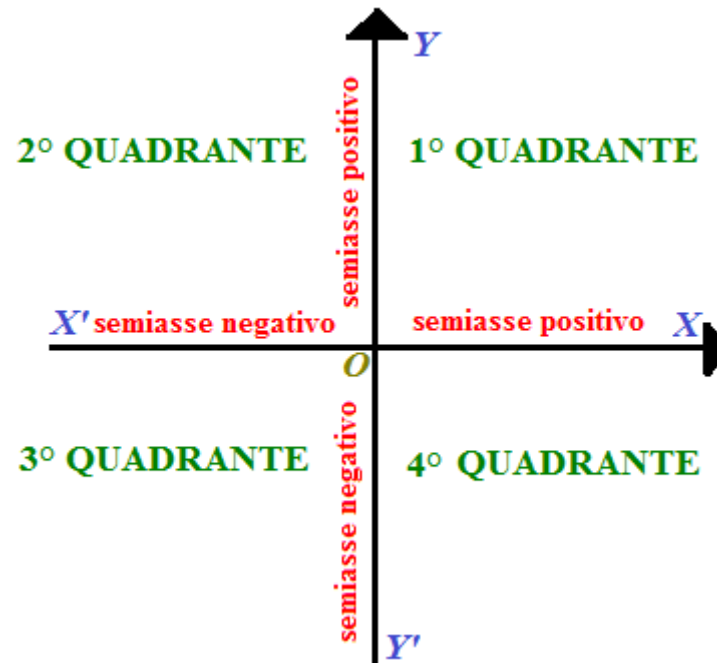 Y
semiasse positivo
2° QUADRANTE
1° QUADRANTE
X' semiasse negativo
semiasse positivo X
O
semiasse negativo
3° QUADRANTE
4° QUADRANTE
Y'